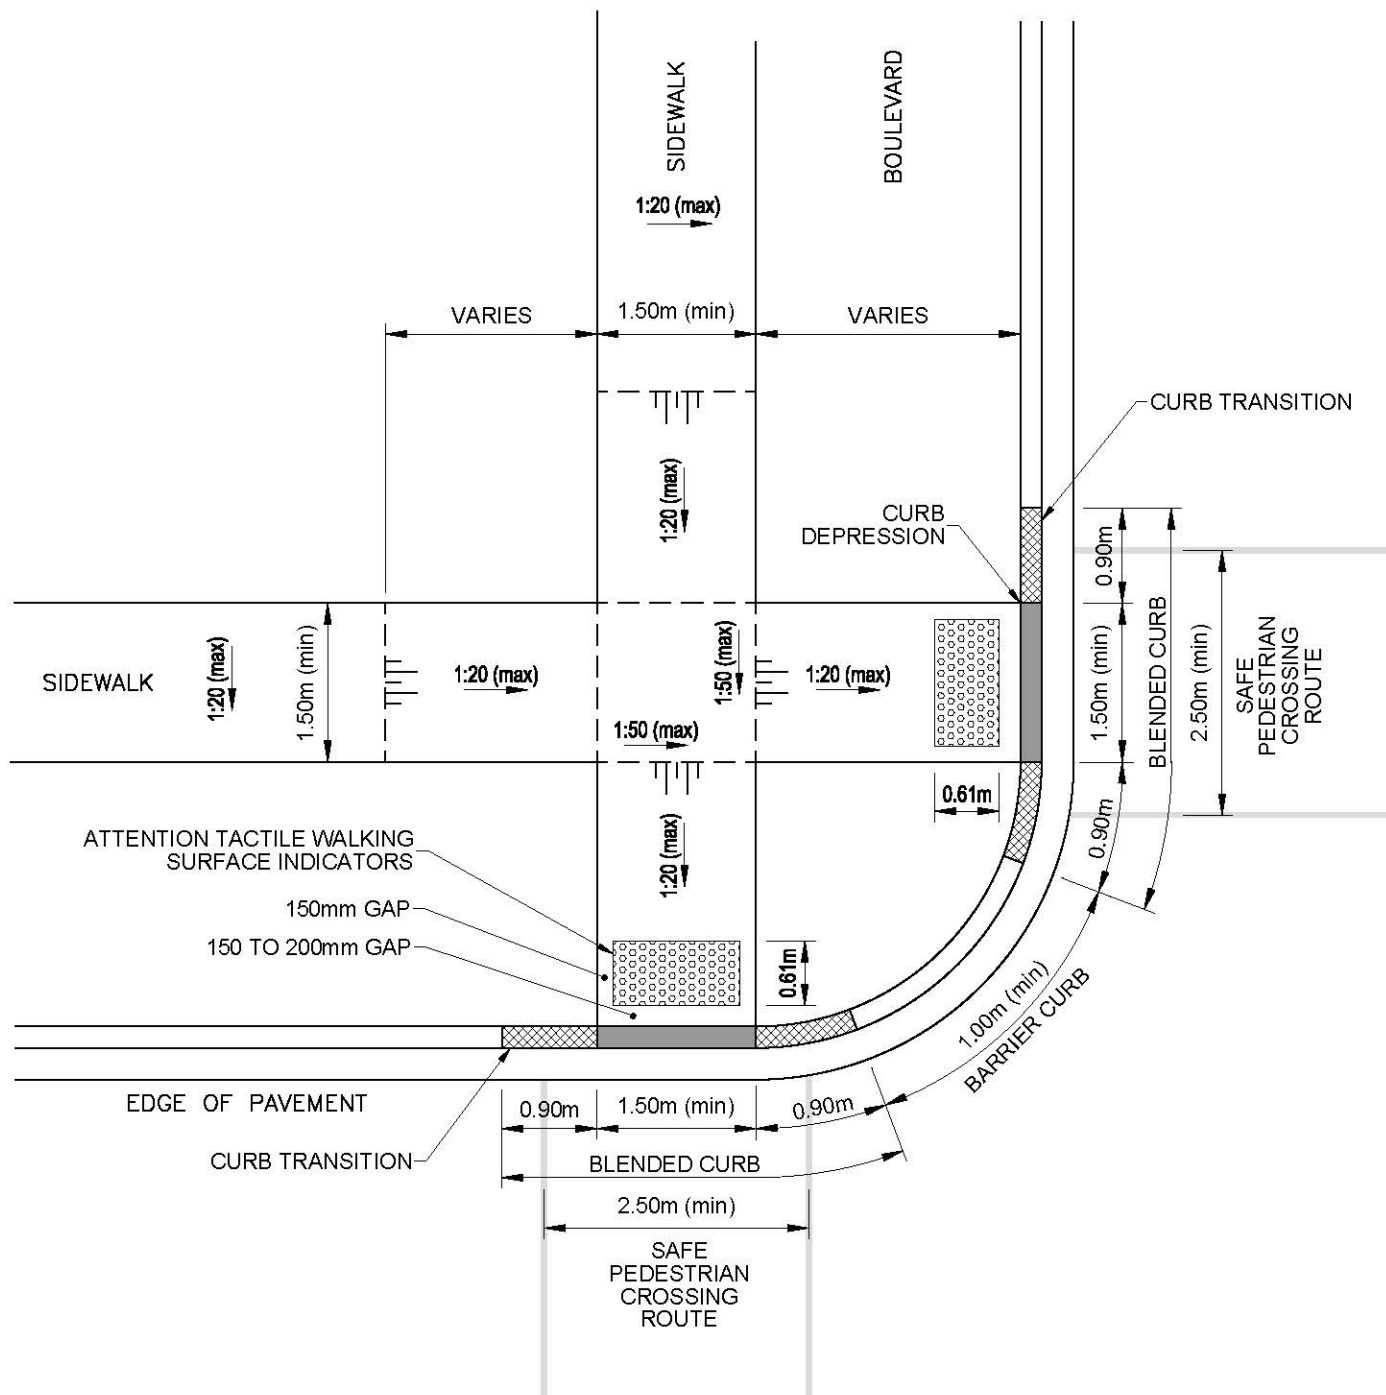 SIDEWALK
BOULEVARD
1:20 (max)
VARIES
1.50m (min)
VARIES
CURB TRANSITION
1:20 (max)
CURB
DEPRESSION
0.90m
BLENDED CURB
2.50m (min)
SAFE
PEDESTRIAN
CROSSING
ROUTE
SIDEWALK
1:20 (max)
1.50m (min)
1:20 (max)
1:50 (max)
1:20 (max)
1.50m (min)
1:50 (max)
0.61m
0.90m
ATTENTION TACTILE WALKING
SURFACE INDICATORS
1:20 (max)
150mm GAP
150 TO 200mm GAP
0.61m
1.00m (min)
BARRIER CURB
EDGE OF PAVEMENT
0.90m
1.50m (min)
0.90m
CURB TRANSITION
BLENDED CURB
2.50m (min)
SAFE
PEDESTRIAN
CROSSING
ROUTE